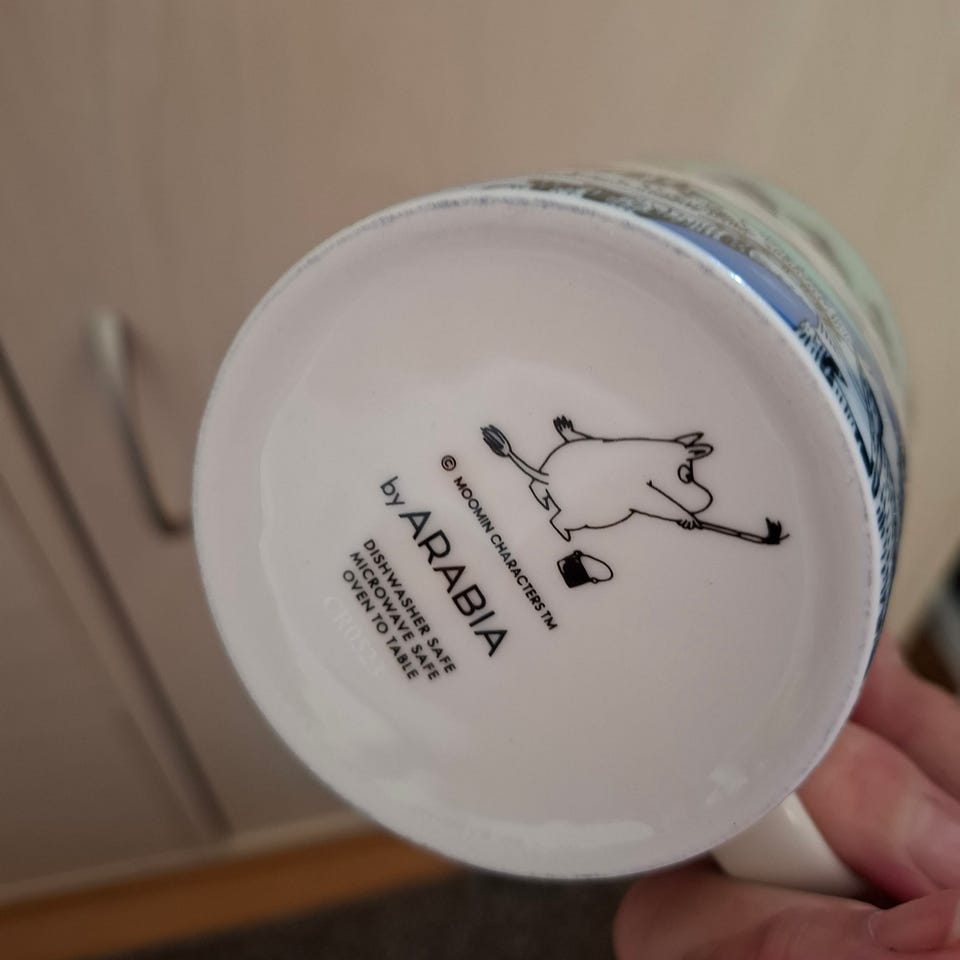 © MOOMIN CHARACTERS TM
by ARABIA
DISHWASHER SAFE
MICROWAVE SAFE
OVEN TO TABLE